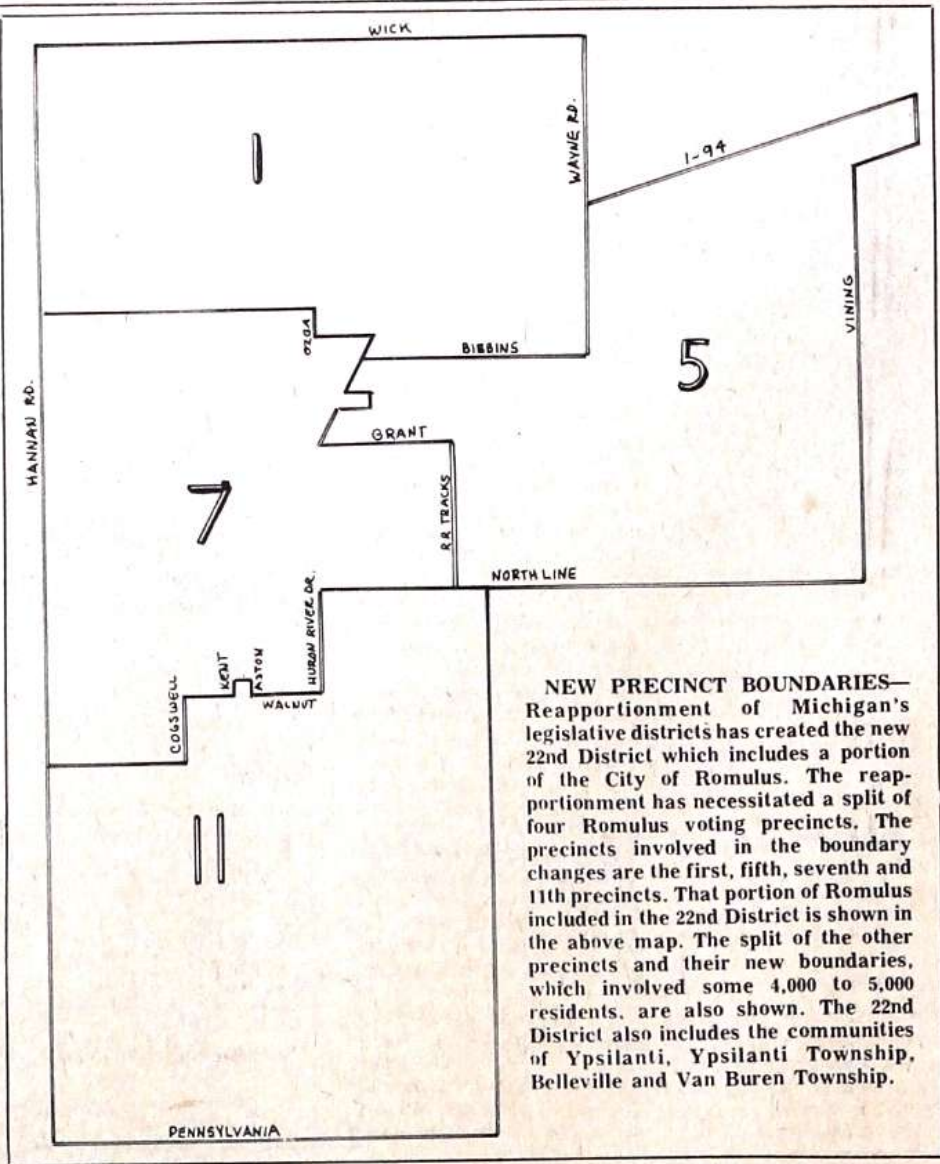 WICK
WAYNE RD.
I-94
1
VINING
OZGA
BIBBINS
5
HANNAN RD.
GRANT
7
R.R TRACKS
NORTH LINE
HURON RIVER DR.
KENT
ASTON
COGSWELL
WALNUT
11
PENNSYLVANIA
NEW PRECINCT BOUNDARIES—
Reapportionment of Michigan's
legislative districts has created the new
22nd District which includes a portion
of the City of Romulus. The reap-
portionment has necessitated a split of
four Romulus voting precincts. The
precincts involved in the boundary
changes are the first, fifth, seventh and
11th precincts. That portion of Romulus
included in the 22nd District is shown in
the above map. The split of the other
precincts and their new boundaries,
which involved some 4,000 to 5,000
residents, are also shown. The 22nd
District also includes the communities
of Ypsilanti, Ypsilanti Township,
Belleville and Van Buren Township.